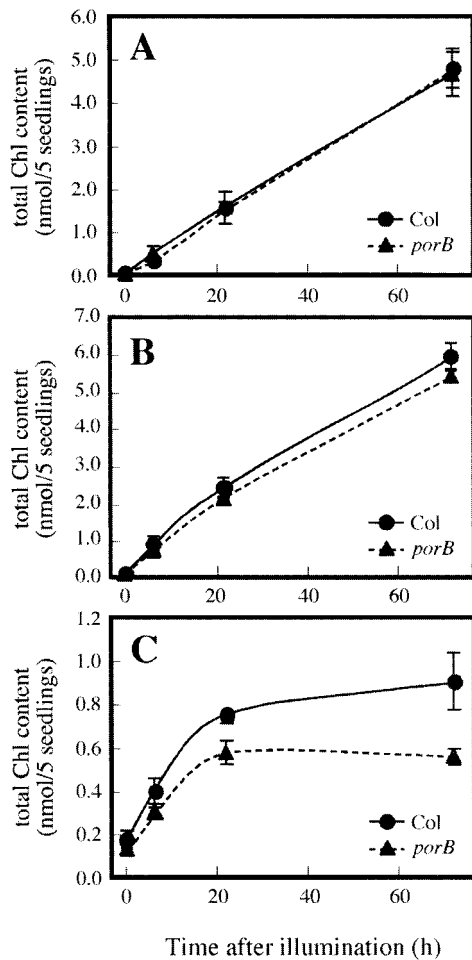 A
total Chl content
(nmol/5 seedlings)
6.0
5.0
4.0
3.0
2.0
1.0
0.0
Col
porB
0 20 40 60
B
total Chl content
(nmol/5 seedlings)
7.0
6.0
5.0
4.0
3.0
2.0
1.0
0.0
Col
porB
0 20 40 60
C
total Chl content
(nmol/5 seedlings)
1.2
1.0
0.8
0.6
0.4
0.2
0.0
Col
porB
0 20 40 60
Time after illumination (h)